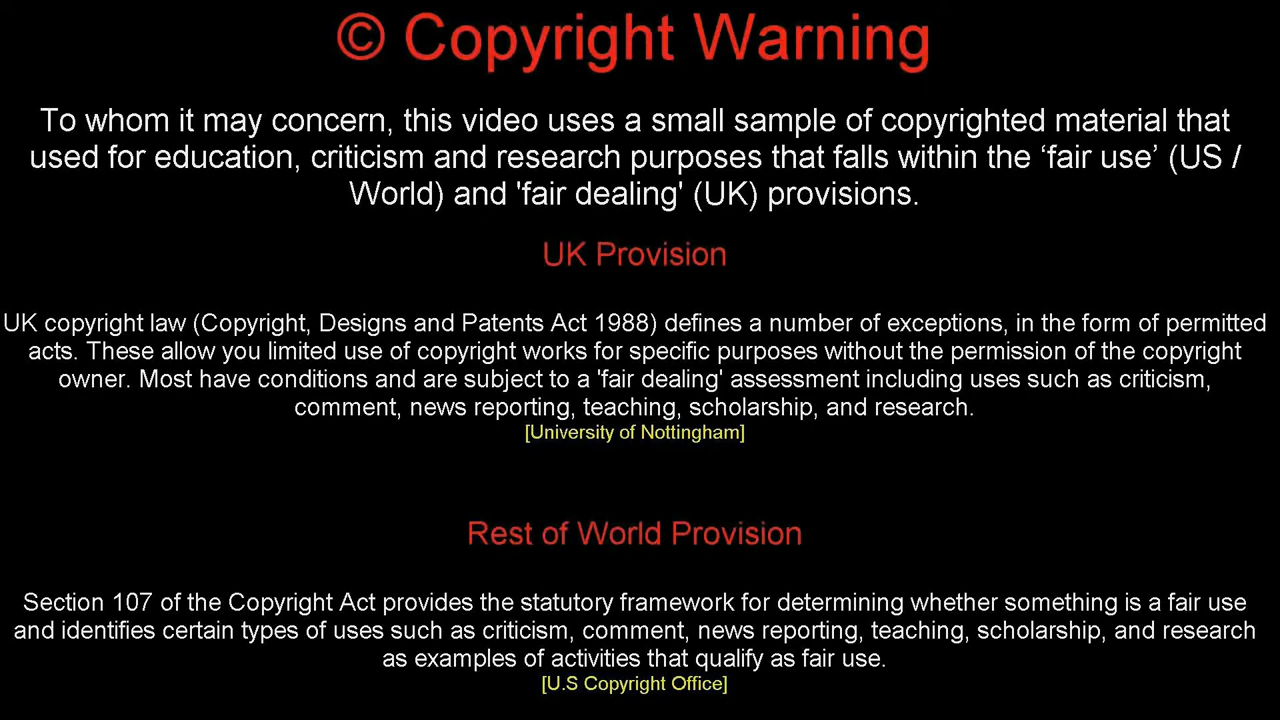 © Copyright Warning
To whom it may concern, this video uses a small sample of copyrighted material that
used for education, criticism and research purposes that falls within the ‘fair use’ (US /
World) and 'fair dealing' (UK) provisions.
UK Provision
UK copyright law (Copyright, Designs and Patents Act 1988) defines a number of exceptions, in the form of permitted
acts. These allow you limited use of copyright works for specific purposes without the permission of the copyright
owner. Most have conditions and are subject to a 'fair dealing' assessment including uses such as criticism,
comment, news reporting, teaching, scholarship, and research.
[University of Nottingham]
Rest of World Provision
Section 107 of the Copyright Act provides the statutory framework for determining whether something is a fair use
and identifies certain types of uses such as criticism, comment, news reporting, teaching, scholarship, and research
as examples of activities that qualify as fair use.
[U.S Copyright Office]